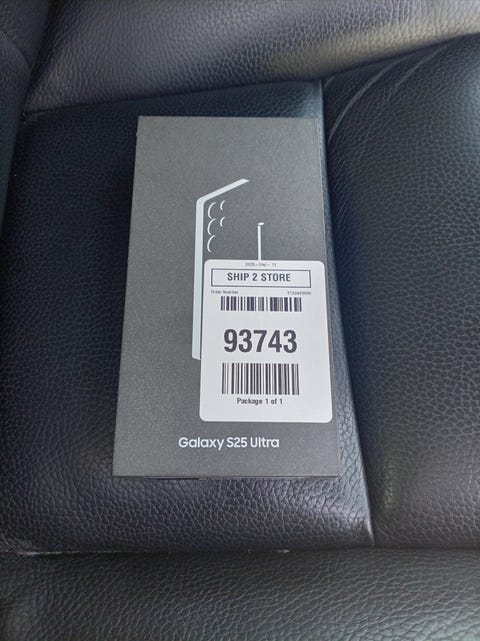 SHIP 2 STORE
Order Number
93743
Package 1 of 1
Galaxy S25 Ultra